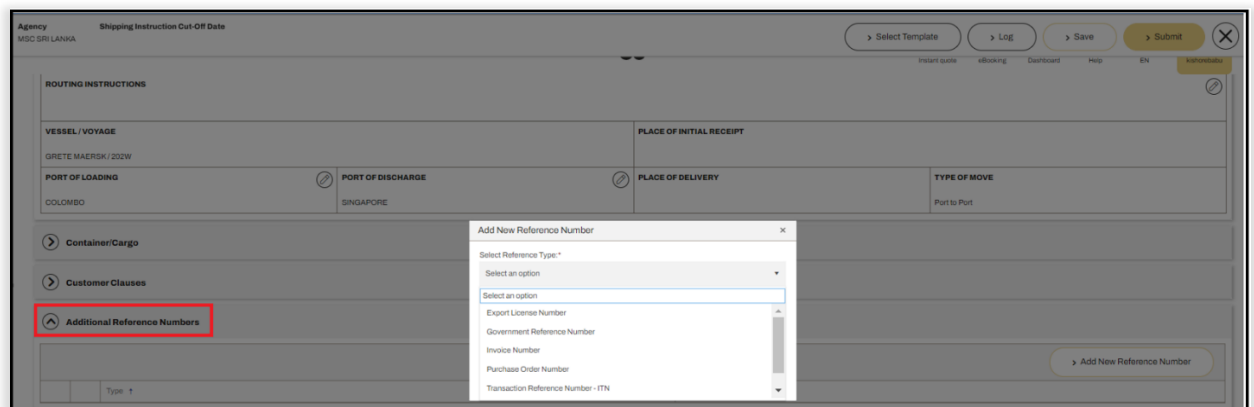 Agency Shipping Instruction Cut-Off Date
MSC SRI LANKA
> Select Template > Log > Save > Submit
Instant quote eBooking Dashboard Help EN kishorebabu
ROUTING INSTRUCTIONS
VESSEL / VOYAGE PLACE OF INITIAL RECEIPT
GRETE MAERSK / 202W
PORT OF LOADING PORT OF DISCHARGE PLACE OF DELIVERY TYPE OF MOVE
COLOMBO SINGAPORE Port to Port
Add New Reference Number ×
Container/Cargo
Select Reference Type:*
Select an option
Customer Clauses
Select an option
Export License Number
Additional Reference Numbers
Government Reference Number
Invoice Number
> Add New Reference Number
Purchase Order Number
Type ↑
Transaction Reference Number - ITN